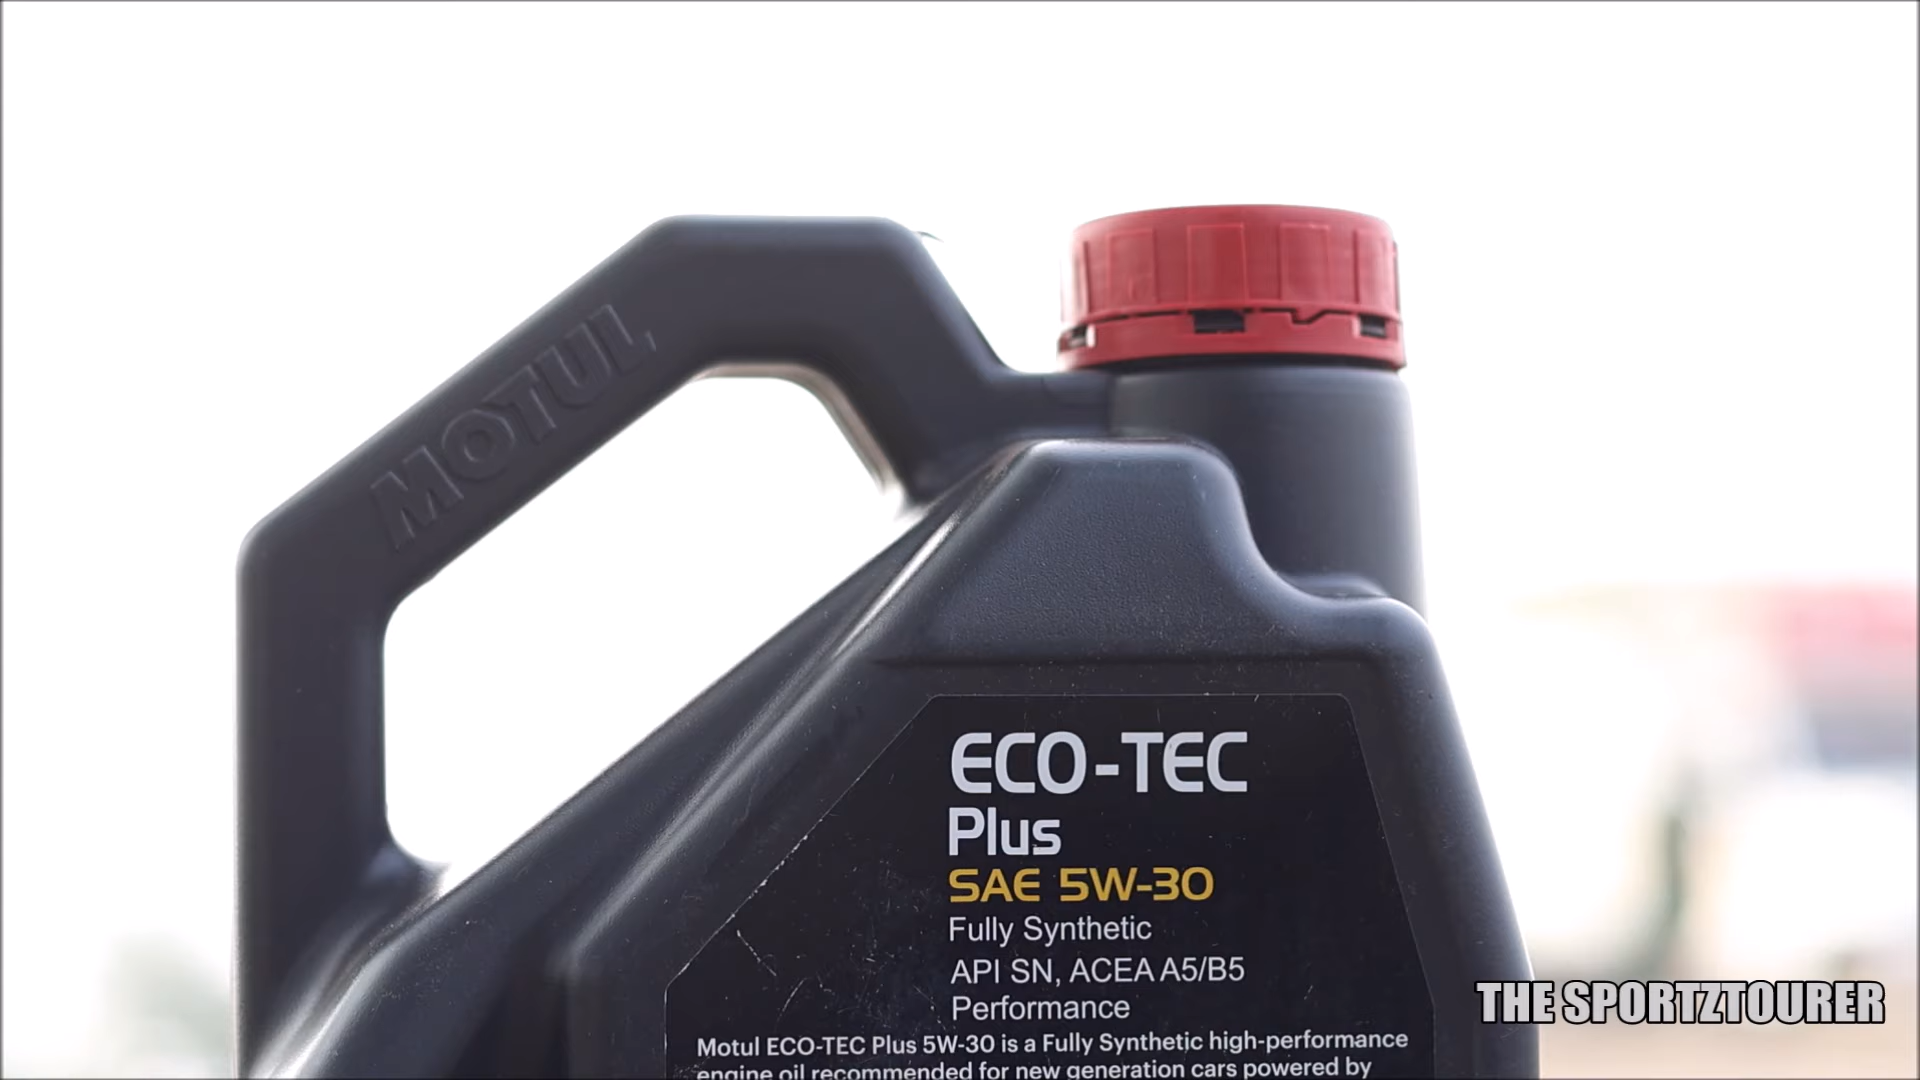 MOTUL
ECO-TEC
Plus
SAE 5W-30
Fully Synthetic
API SN, ACEA A5/B5
Performance
Motul ECO-TEC Plus 5W-30 is a Fully Synthetic high-performance
engine oil recommended for new generation cars powered by
THE SPORTZTOURER